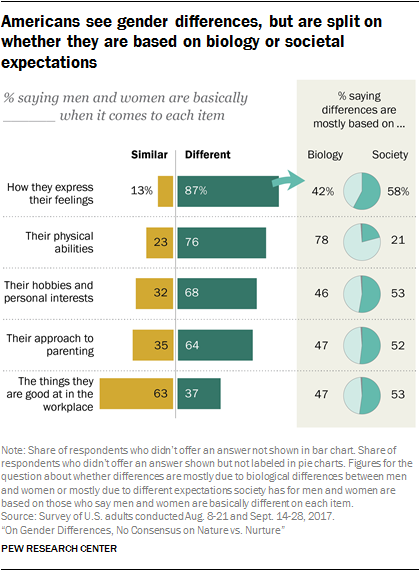 Americans see gender differences, but are split on
whether they are based on biology or societal
expectations
% saying men and women are basically
______ when it comes to each item
% saying
differences are
mostly based on ...
Similar Different Biology Society
How they express
their feelings
13% 87% 42% 58%
Their physical
abilities
23 76 78 21
Their hobbies and
personal interests
32 68 46 53
Their approach to
parenting
35 64 47 52
The things they
are good at in the
workplace
63 37 47 53
Note: Share of respondents who didn't offer an answer not shown in bar chart. Share of
respondents who didn't offer an answer shown but not labeled in pie charts. Figures for the
question about whether differences are mostly due to biological differences between men
and women or mostly due to different expectations society has for men and women are
based on those who say men and women are basically different on each item.
Source: Survey of U.S. adults conducted Aug. 8-21 and Sept. 14-28, 2017.
"On Gender Differences, No Consensus on Nature vs. Nurture"
PEW RESEARCH CENTER